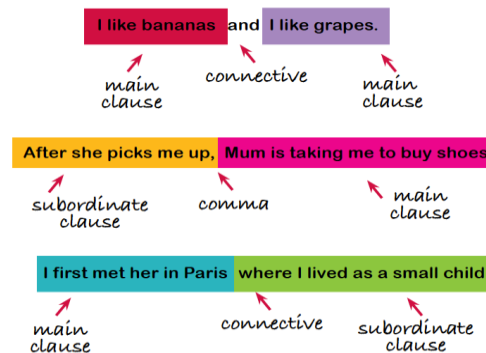 I like bananas and I like grapes.
main clause connective main clause
After she picks me up, Mum is taking me to buy shoes
subordinate clause comma main clause
I first met her in Paris where I lived as a small child
main clause connective subordinate clause